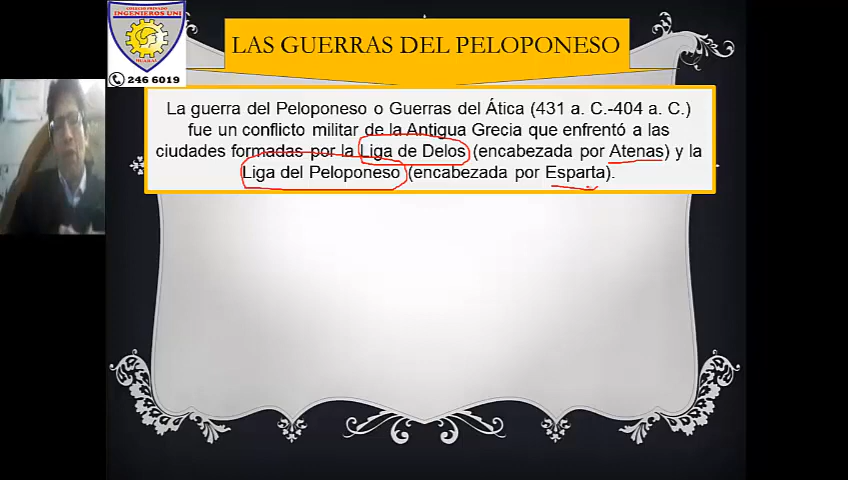 COLEGIO PRIVADO
INGENIEROS UNI
HUARAL
246 6019
LAS GUERRAS DEL PELOPONESO
La guerra del Peloponeso o Guerras del Ática (431 a. C.-404 a. C.)
fue un conflicto militar de la Antigua Grecia que enfrentó a las
ciudades formadas por la Liga de Delos (encabezada por Atenas) y la
Liga del Peloponeso (encabezada por Esparta).